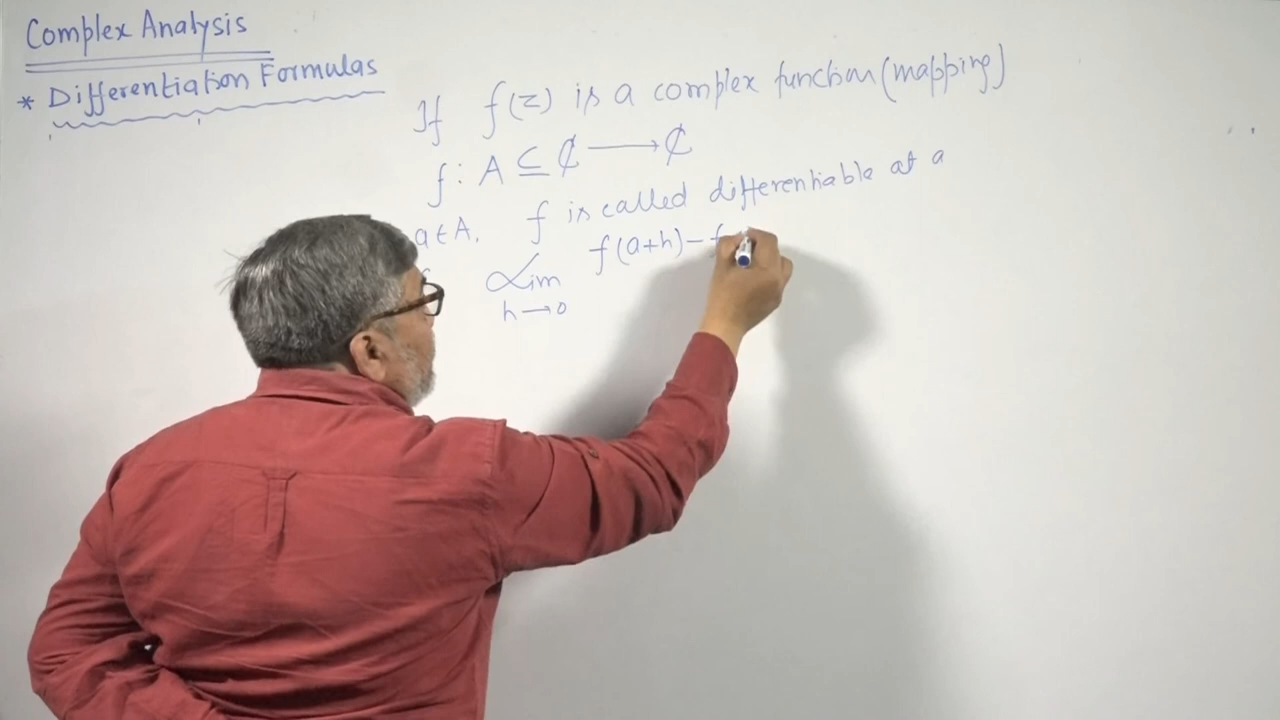 Complex Analysis
* Differentiation Formulas
If f(z) is a complex function (mapping)
f : A ⊆ ℂ ⟶ ℂ
a ∈ A, f is called differentiable at a
Lim f(a+h) - f
h → 0